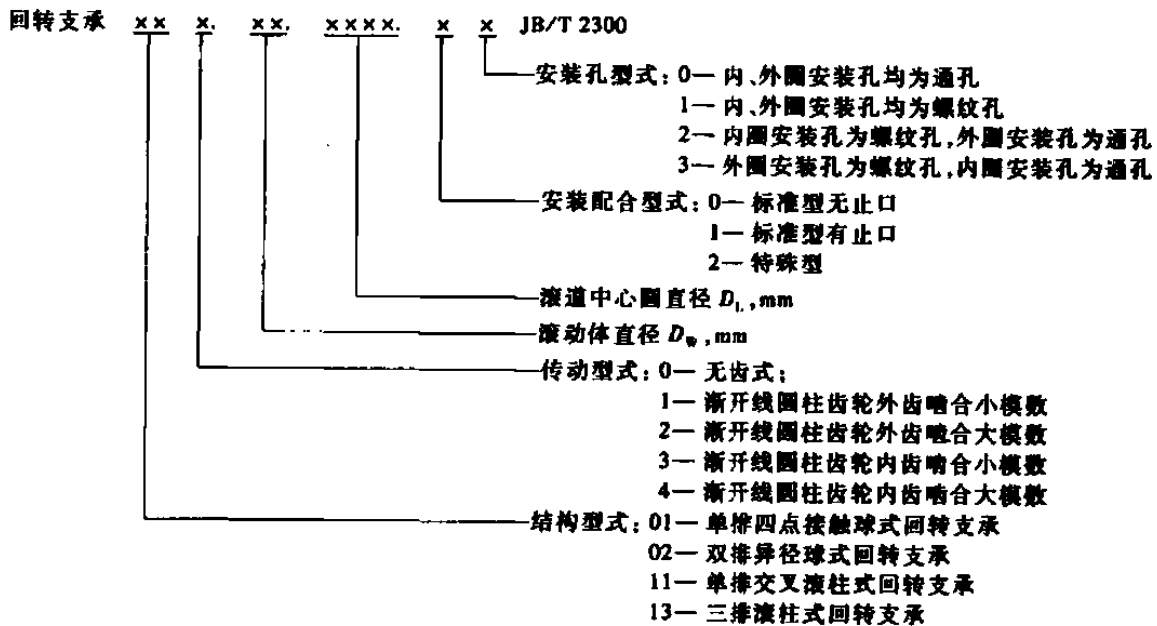 回转支承 ×× ×. ××. ××××. × × JB/T 2300
安装孔型式：0— 内、外圈安装孔均为通孔
1— 内、外圈安装孔均为螺纹孔
2— 内圈安装孔为螺纹孔,外圈安装孔为通孔
3— 外圈安装孔为螺纹孔,内圈安装孔为通孔
安装配合型式：0— 标准型无止口
1— 标准型有止口
2— 特殊型
滚道中心圆直径 D_L,mm
滚动体直径 D_W,mm
传动型式：0— 无齿式；
1— 渐开线圆柱齿轮外齿啮合小模数
2— 渐开线圆柱齿轮外齿啮合大模数
3— 渐开线圆柱齿轮内齿啮合小模数
4— 渐开线圆柱齿轮内齿啮合大模数
结构型式：01— 单排四点接触球式回转支承
02— 双排异径球式回转支承
11— 单排交叉滚柱式回转支承
13— 三排滚柱式回转支承